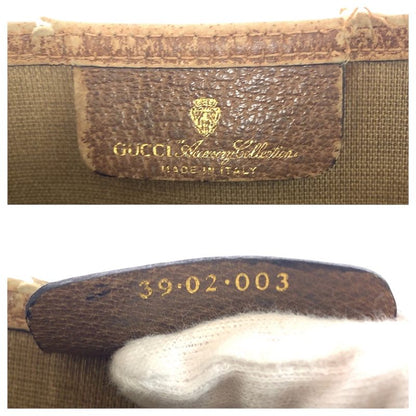 GUCCI Accessory Collection
MADE IN ITALY
39·02·003